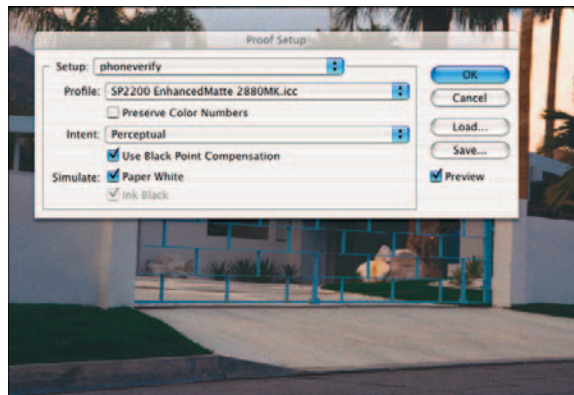 Proof Setup
Setup: phoneverify
OK
Profile: SP2200 EnhancedMatte 2880MK.icc
Cancel
Preserve Color Numbers
Load...
Intent: Perceptual
Use Black Point Compensation
Save...
Simulate: Paper White
Preview
Ink Black